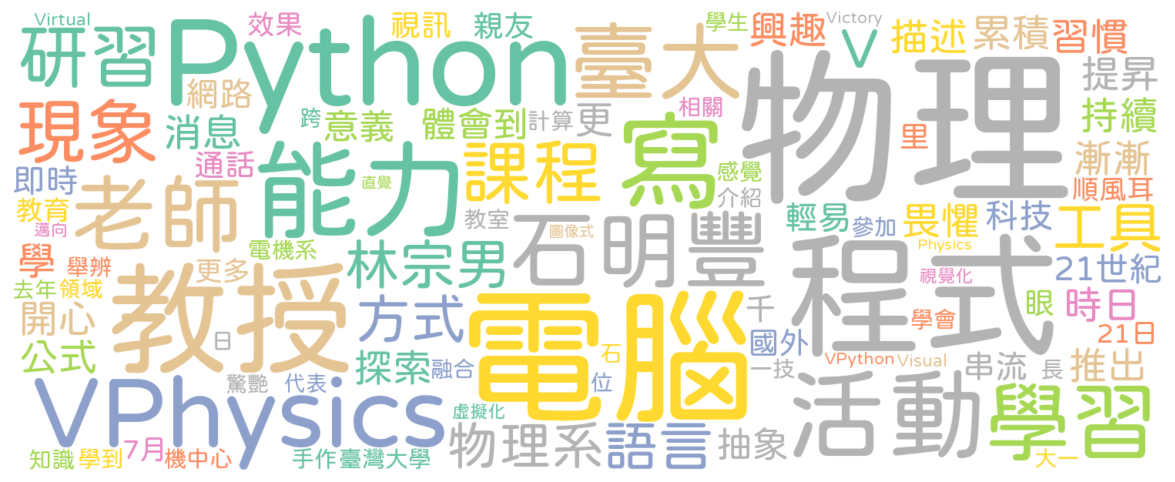 Virtual 效果 視訊 親友 學生 興趣 Victory V 描述 累積 習慣
研習 Python 臺大 物理 提昇
網路 相關
現象 消息 跨 意義 體會到 計算 更 寫 里 持續
通話 能力 課程 感覺 漸漸
即時 老師 直覺 介紹 順風耳
教育 教室 輕易 參加 畏懼 科技 工具
邁向 圖像式 Physics
學 舉辦 更多 電機系 林宗男 石明豐 程式 21世紀
去年 領域 教授 電腦 視覺化
開心 方式 千 眼 時日
日 國外 學會 21日
公式 探索 融合 石 一技 VPython Visual 串流 長 推出
VPhysics 驚艷 代表 位 活動 學習
虛擬化
物理系 語言 抽象
知識 學到 7月 機中心 手作 臺灣大學 大一